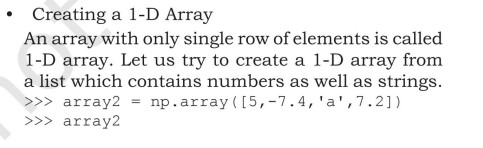 • Creating a 1-D Array
An array with only single row of elements is called
1-D array. Let us try to create a 1-D array from
a list which contains numbers as well as strings.
>>> array2 = np.array([5,-7.4,'a',7.2])
>>> array2